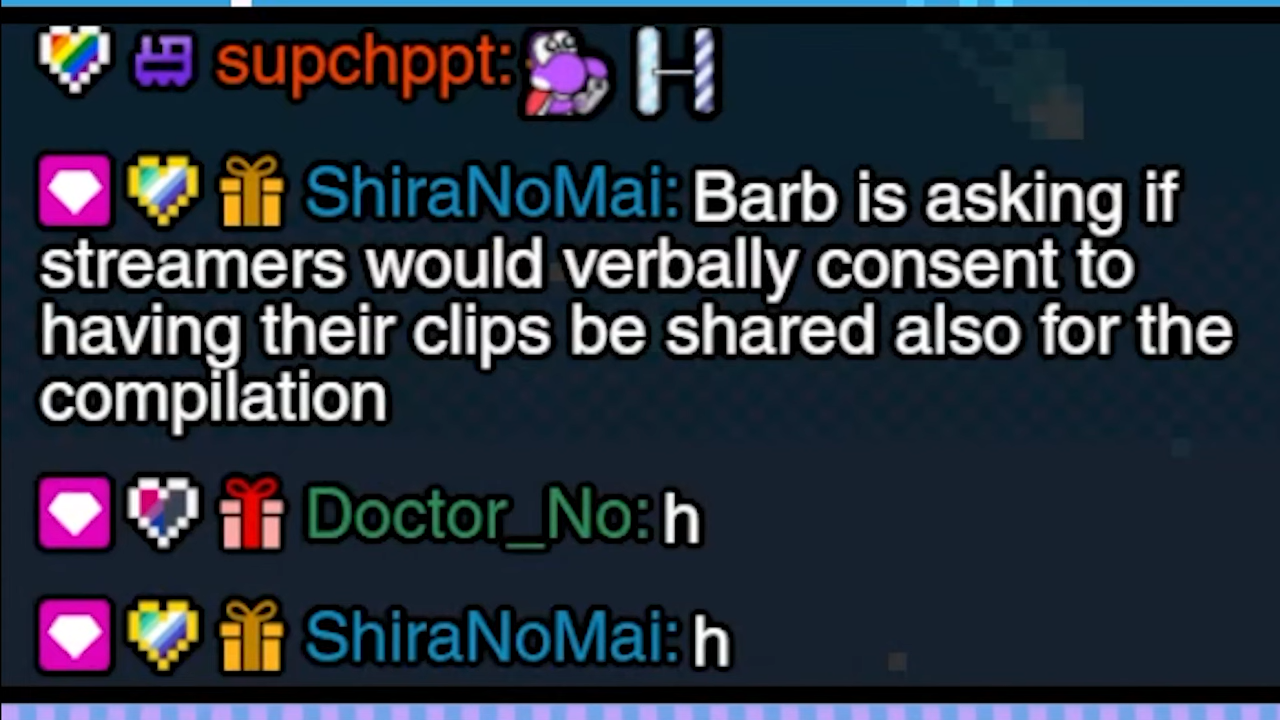 supchppt: H
ShiraNoMai: Barb is asking if
streamers would verbally consent to
having their clips be shared also for the
compilation
Doctor_No: h
ShiraNoMai: h